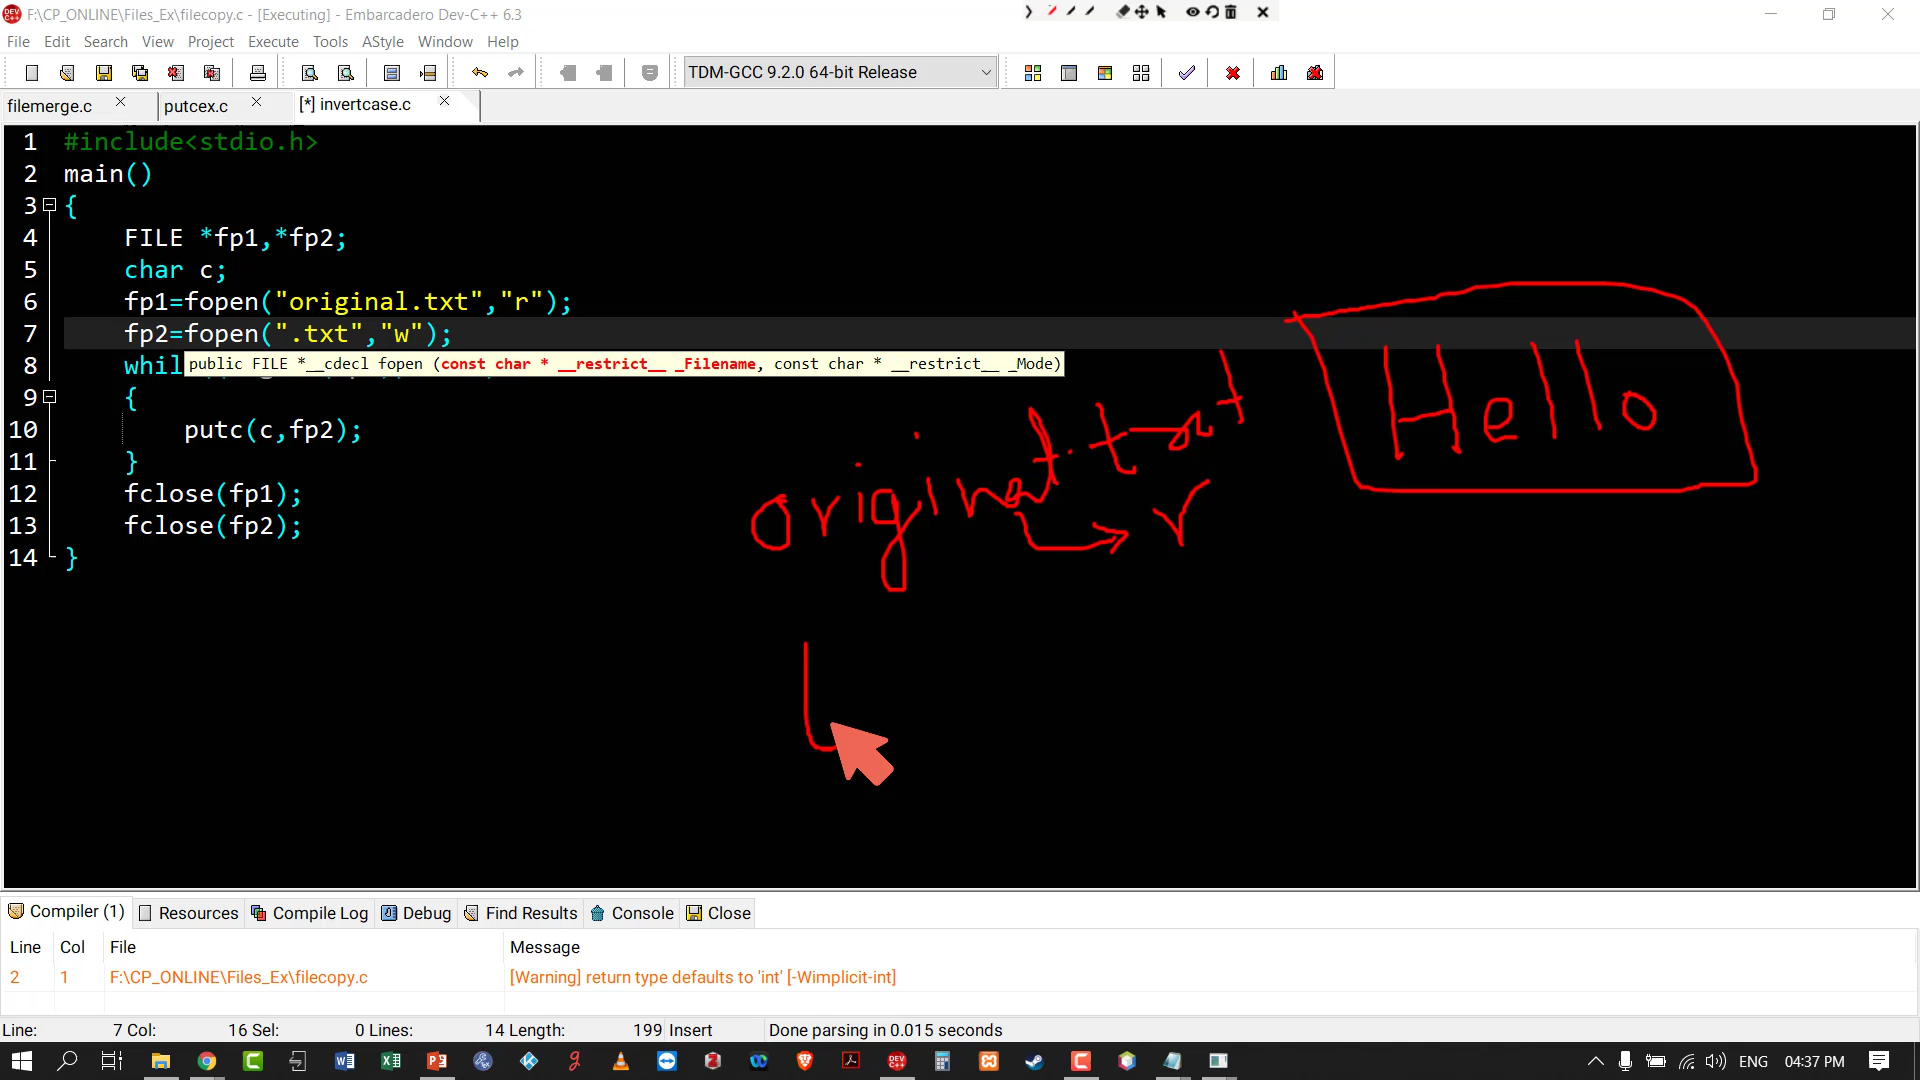 F:\CP_ONLINE\Files_Ex\filecopy.c - [Executing] - Embarcadero Dev-C++ 6.3
File Edit Search View Project Execute Tools AStyle Window Help
TDM-GCC 9.2.0 64-bit Release
filemerge.c putcex.c [*] invertcase.c
1 #include<stdio.h>
2 main()
3 {
4 FILE *fp1,*fp2;
5 char c;
6 fp1=fopen("original.txt","r");
7 fp2=fopen(".txt","w");
8 whil public FILE *__cdecl fopen (const char * __restrict__ _Filename, const char * __restrict__ _Mode)
9 {
10 putc(c,fp2);
11 }
12 fclose(fp1);
13 fclose(fp2);
14 }
Hello
original.txt
r
Compiler (1) Resources Compile Log Debug Find Results Console Close
Line Col File Message
2 1 F:\CP_ONLINE\Files_Ex\filecopy.c [Warning] return type defaults to 'int' [-Wimplicit-int]
Line: 7 Col: 16 Sel: 0 Lines: 14 Length: 199 Insert Done parsing in 0.015 seconds
ENG 04:37 PM